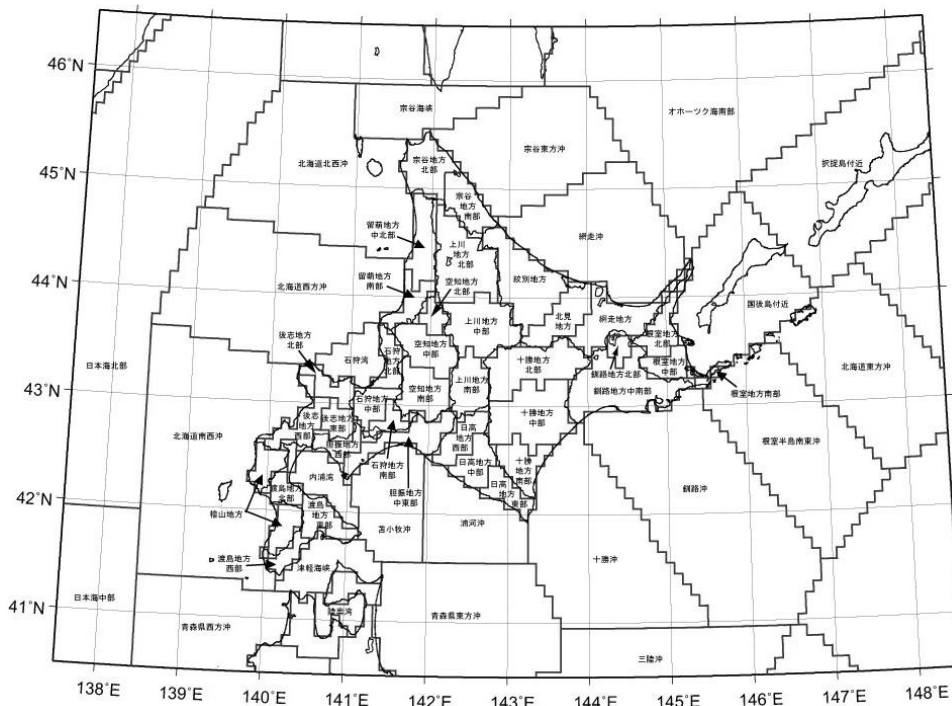 46°N
45°N
44°N
43°N
42°N
41°N
138°E
139°E
140°E
141°E
142°E
143°E
144°E
145°E
146°E
147°E
148°E
宗谷海峡
オホーツク海南部
宗谷東方沖
北海道北西沖
宗谷地方
北部
択捉島付近
宗谷
地方
南部
留萌地方
中北部
上川
地方
北部
網走沖
留萌地方
南部
空知地方
北部
紋別地方
北海道西方沖
国後島付近
後志地方
北部
石狩湾
石狩
地方
北部
空知地方
中部
上川地方
中部
北見
地方
網走地方
根室地方
北部
日本海北部
十勝地方
北部
釧路地方北部
根室地方
中部
北海道東方沖
空知地方
南部
上川地方
南部
釧路地方中南部
根室地方南部
石狩地方
中部
後志
地方
西部
後志地方
東部
胆振地方
西部
十勝地方
中部
北海道南西沖
日高
地方
西部
根室半島南東沖
石狩地方
南部
日高地方
中部
十勝
地方
南部
内浦湾
渡島
地方
北部
日高
地方
東部
釧路沖
胆振地方
中東部
渡島
地方
東部
檜山地方
苫小牧沖
浦河沖
渡島地方
西部
津軽海峡
十勝沖
日本海中部
陸奥湾
青森県西方沖
青森県東方沖
三陸沖